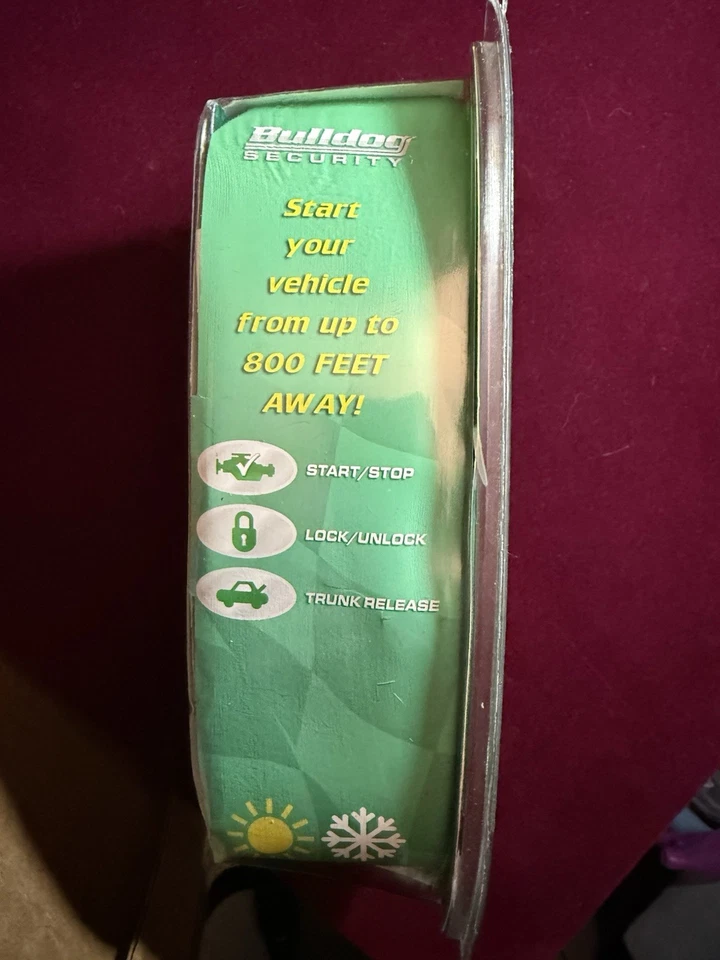 Bulldog
SECURITY
Start
your
vehicle
from up to
800 FEET
AWAY!
START/STOP
LOCK/UNLOCK
TRUNK RELEASE